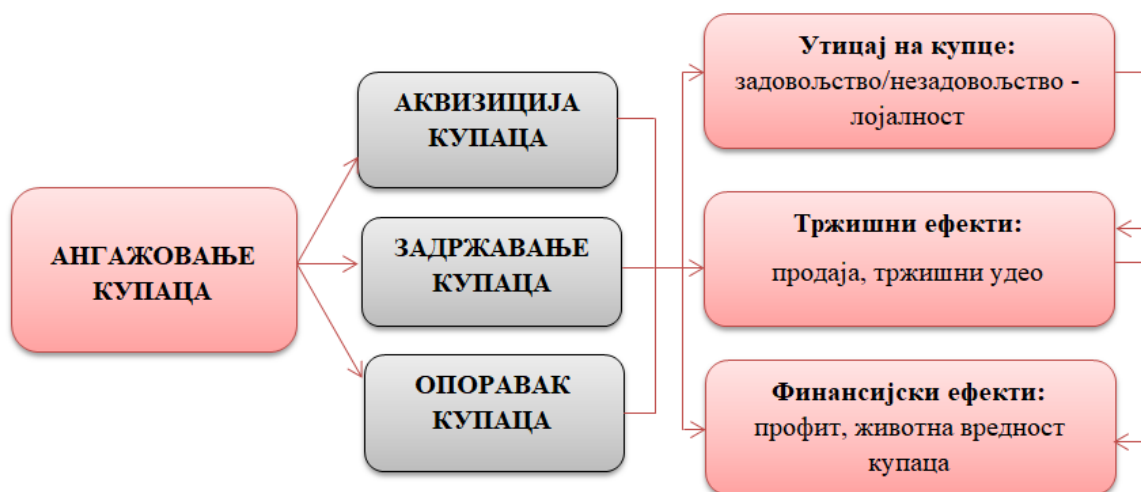 АНГАЖОВАЊЕ
КУПАЦА
АКВИЗИЦИЈА
КУПАЦА
ЗАДРЖАВАЊЕ
КУПАЦА
ОПОРАВАК
КУПАЦА
Утицај на купце:
задовољство/незадовољство -
лојалност
Тржишни ефекти:
продаја, тржишни удео
Финансијски ефекти:
профит, животна вредност
купаца